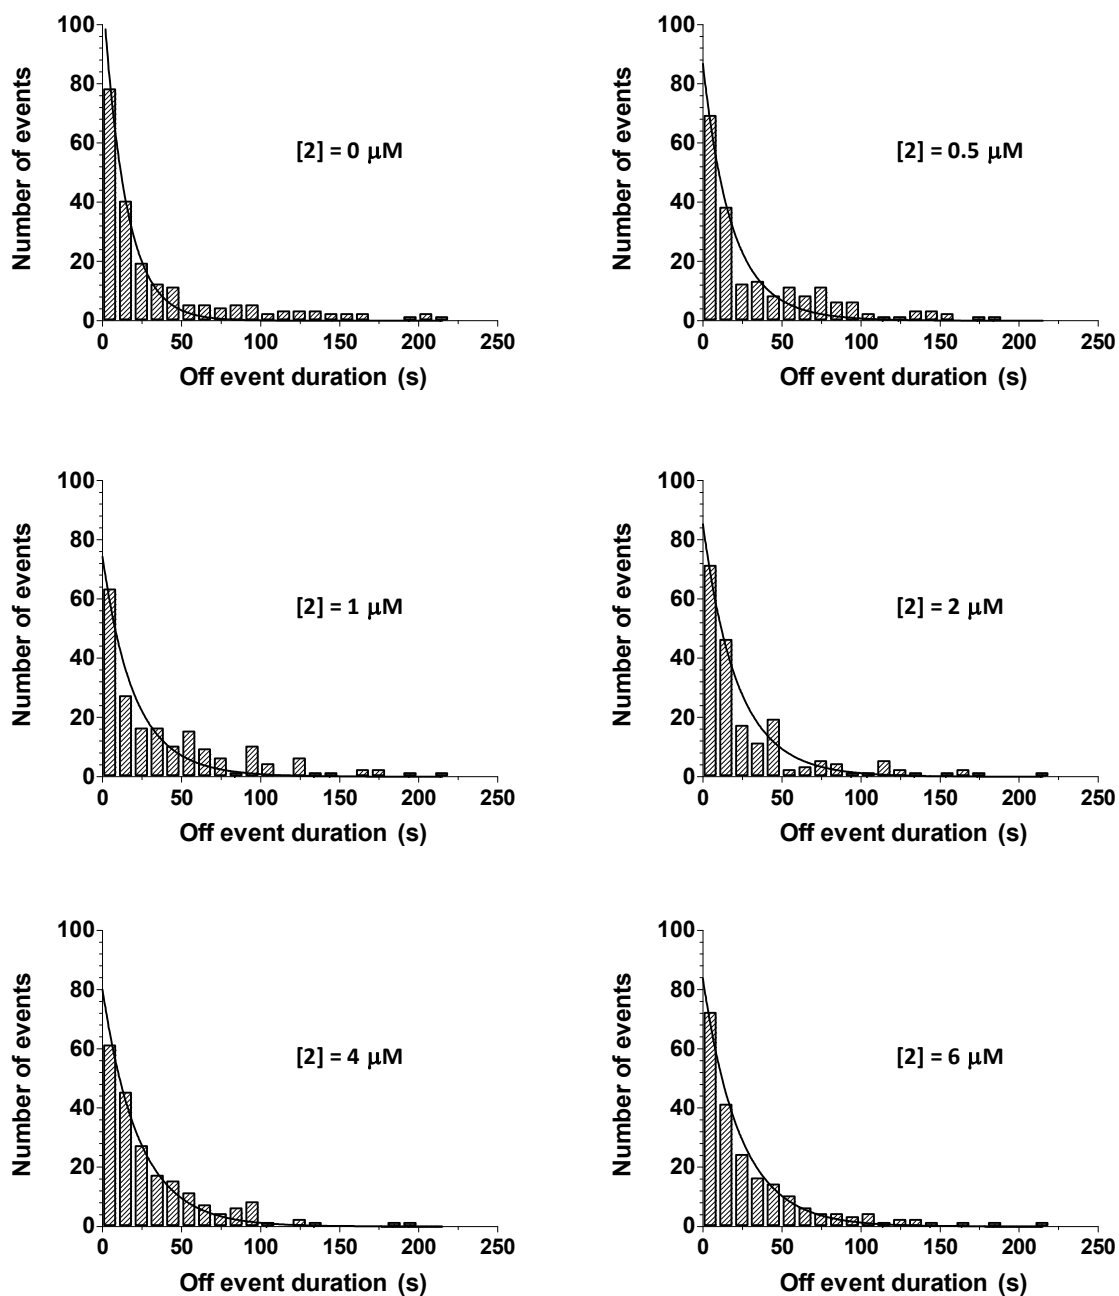 100 100
80 80
60 60
Number of events [2] = 0 µM Number of events [2] = 0.5 µM
40 40
20 20
0 0
0 50 100 150 200 250 0 50 100 150 200 250
Off event duration (s) Off event duration (s)
100 100
80 80
60 60
Number of events [2] = 1 µM Number of events [2] = 2 µM
40 40
20 20
0 0
0 50 100 150 200 250 0 50 100 150 200 250
Off event duration (s) Off event duration (s)
100 100
80 80
60 60
Number of events [2] = 4 µM Number of events [2] = 6 µM
40 40
20 20
0 0
0 50 100 150 200 250 0 50 100 150 200 250
Off event duration (s) Off event duration (s)